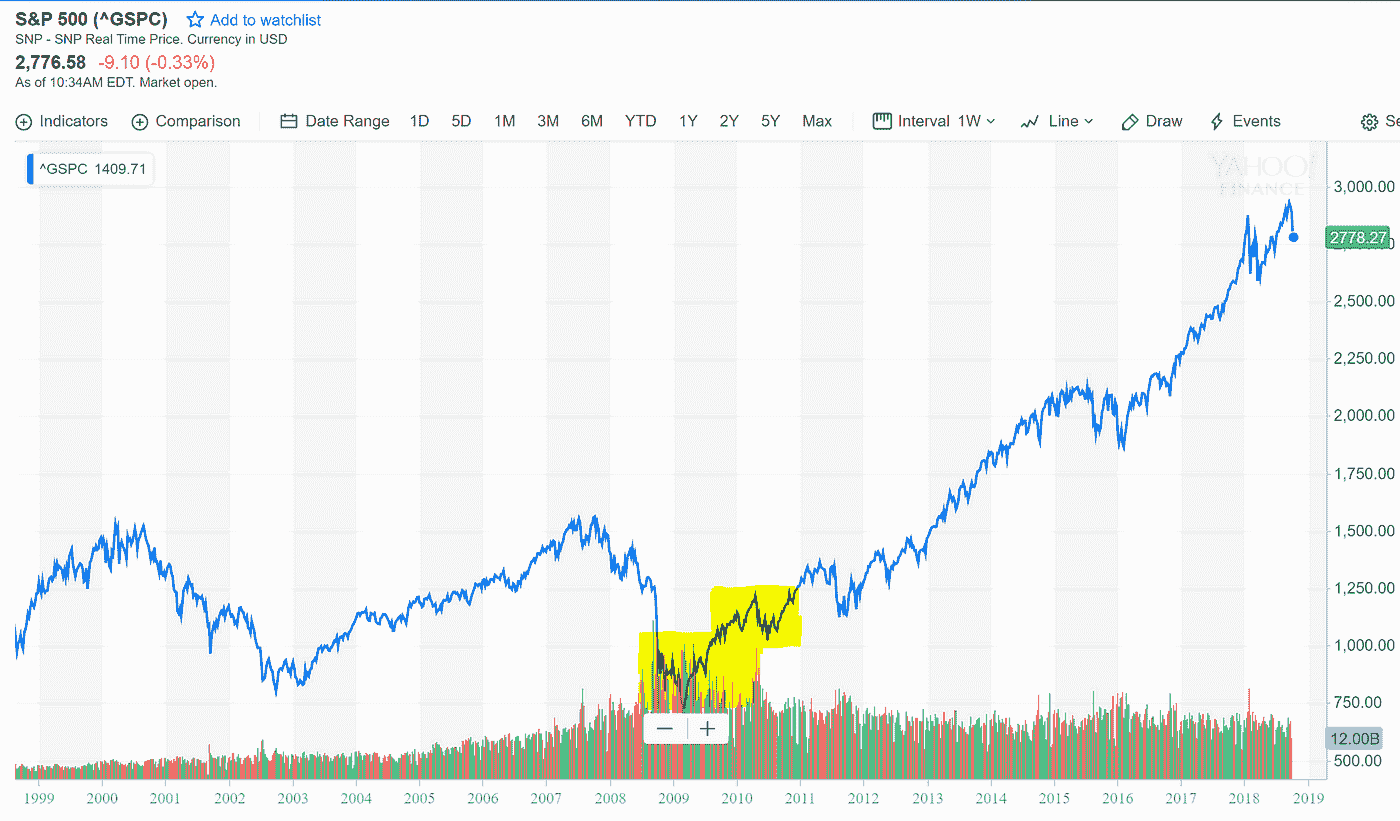 S&P 500 (^GSPC) Add to watchlist
SNP - SNP Real Time Price. Currency in USD
2,776.58 -9.10 (-0.33%)
As of 10:34AM EDT. Market open.
Indicators Comparison Date Range 1D 5D 1M 3M 6M YTD 1Y 2Y 5Y Max Interval 1W Line Draw Events Se
^GSPC 1409.71
YAHOO!
FINANCE
3,000.00
2778.27
2,500.00
2,250.00
2,000.00
1,750.00
1,500.00
1,250.00
1,000.00
750.00
12.00B
500.00
1999 2000 2001 2002 2003 2004 2005 2006 2007 2008 2009 2010 2011 2012 2013 2014 2015 2016 2017 2018 2019